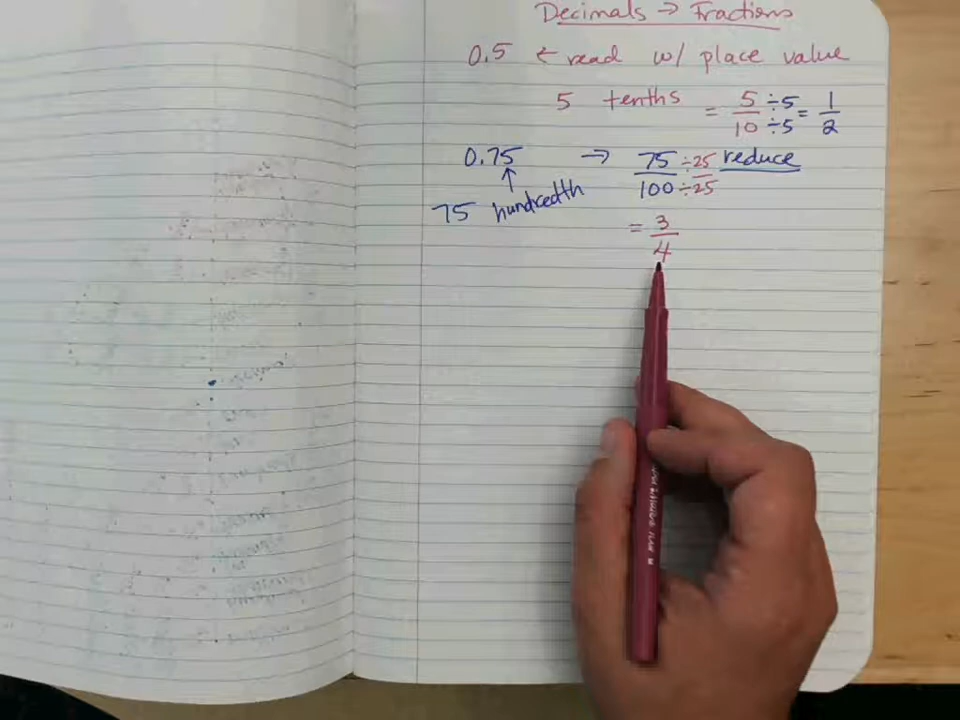 Decimals → Fractions
0.5 ← read w/ place value
5 tenths = 5/10 ÷5/÷5 = 1/2
0.75 → 75/100 ÷25/÷25 reduce
75 hundredth
= 3/4